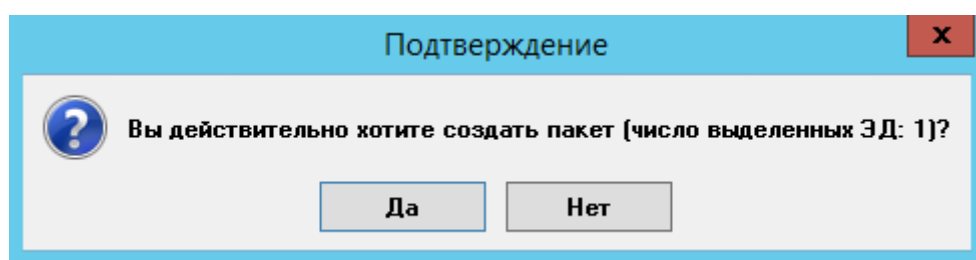 Подтверждение
x
Вы действительно хотите создать пакет (число выделенных ЭД: 1)?
Да
Нет